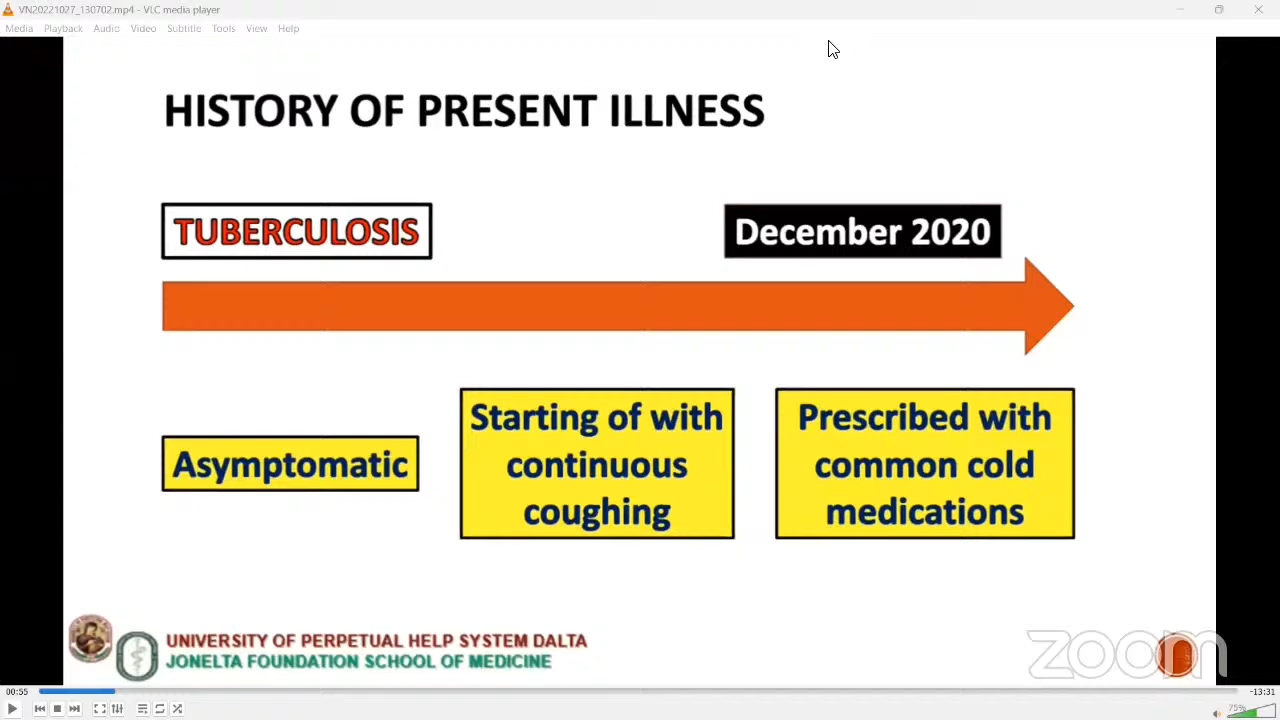 VN20221027_130702.mp4 - VLC media player
Media Playback Audio Video Subtitle Tools View Help
HISTORY OF PRESENT ILLNESS
TUBERCULOSIS
December 2020
Asymptomatic
Starting of with
continuous
coughing
Prescribed with
common cold
medications
UNIVERSITY OF PERPETUAL HELP SYSTEM DALTA
JONELTA FOUNDATION SCHOOL OF MEDICINE
zoom
00:55
-13:31
75%